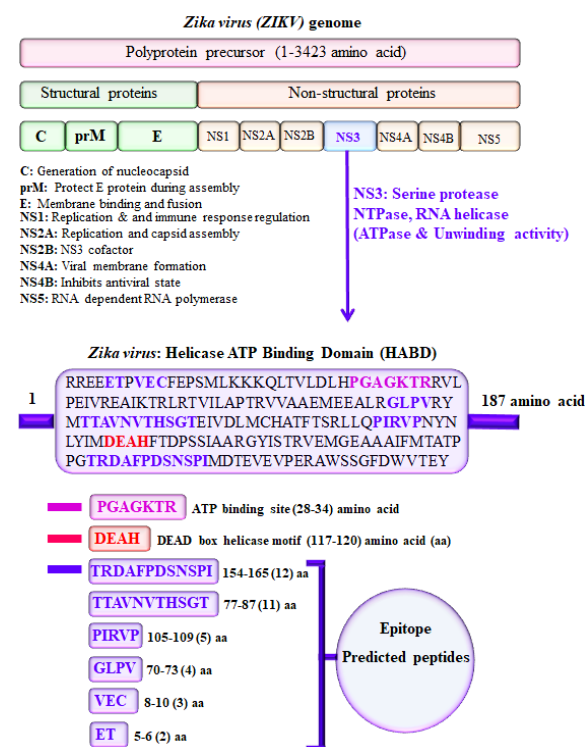 Zika virus (ZIKV) genome
Polyprotein precursor (1-3423 amino acid)
Structural proteins
Non-structural proteins
C
prM
E
NS1
NS2A
NS2B
NS3
NS4A
NS4B
NS5
C: Generation of nucleocapsid
prM: Protect E protein during assembly
E: Membrane binding and fusion
NS1: Replication & and immune response regulation
NS2A: Replication and capsid assembly
NS2B: NS3 cofactor
NS4A: Viral membrane formation
NS4B: Inhibits antiviral state
NS5: RNA dependent RNA polymerase
NS3: Serine protease
NTPase, RNA helicase
(ATPase & Unwinding activity)
Zika virus: Helicase ATP Binding Domain (HABD)
1
RREEETPVECFEPSMLKKKQLTVLDLHPGAGKTRRVL
PEIVREAIKTRLRTVILAPTRVVAAEMEEALRGLPVRY
MTTAVNVTHSGTEIVDLMCHATFTSRLLQPIRVPNYN
LYIMDEAHFTDPSSIAARGYISTRVEMGEAAAIFMTATP
PGTRDAFPDSNSPIMDTEVEVPERAWSSGFDWVTEY
187 amino acid
PGAGKTR ATP binding site (28-34) amino acid
DEAH DEAD box helicase motif (117-120) amino acid (aa)
TRDAFPDSNSPI 154-165 (12) aa
TTAVNVTHSGT 77-87 (11) aa
PIRVP 105-109 (5) aa
GLPV 70-73 (4) aa
VEC 8-10 (3) aa
ET 5-6 (2) aa
Epitope
Predicted peptides